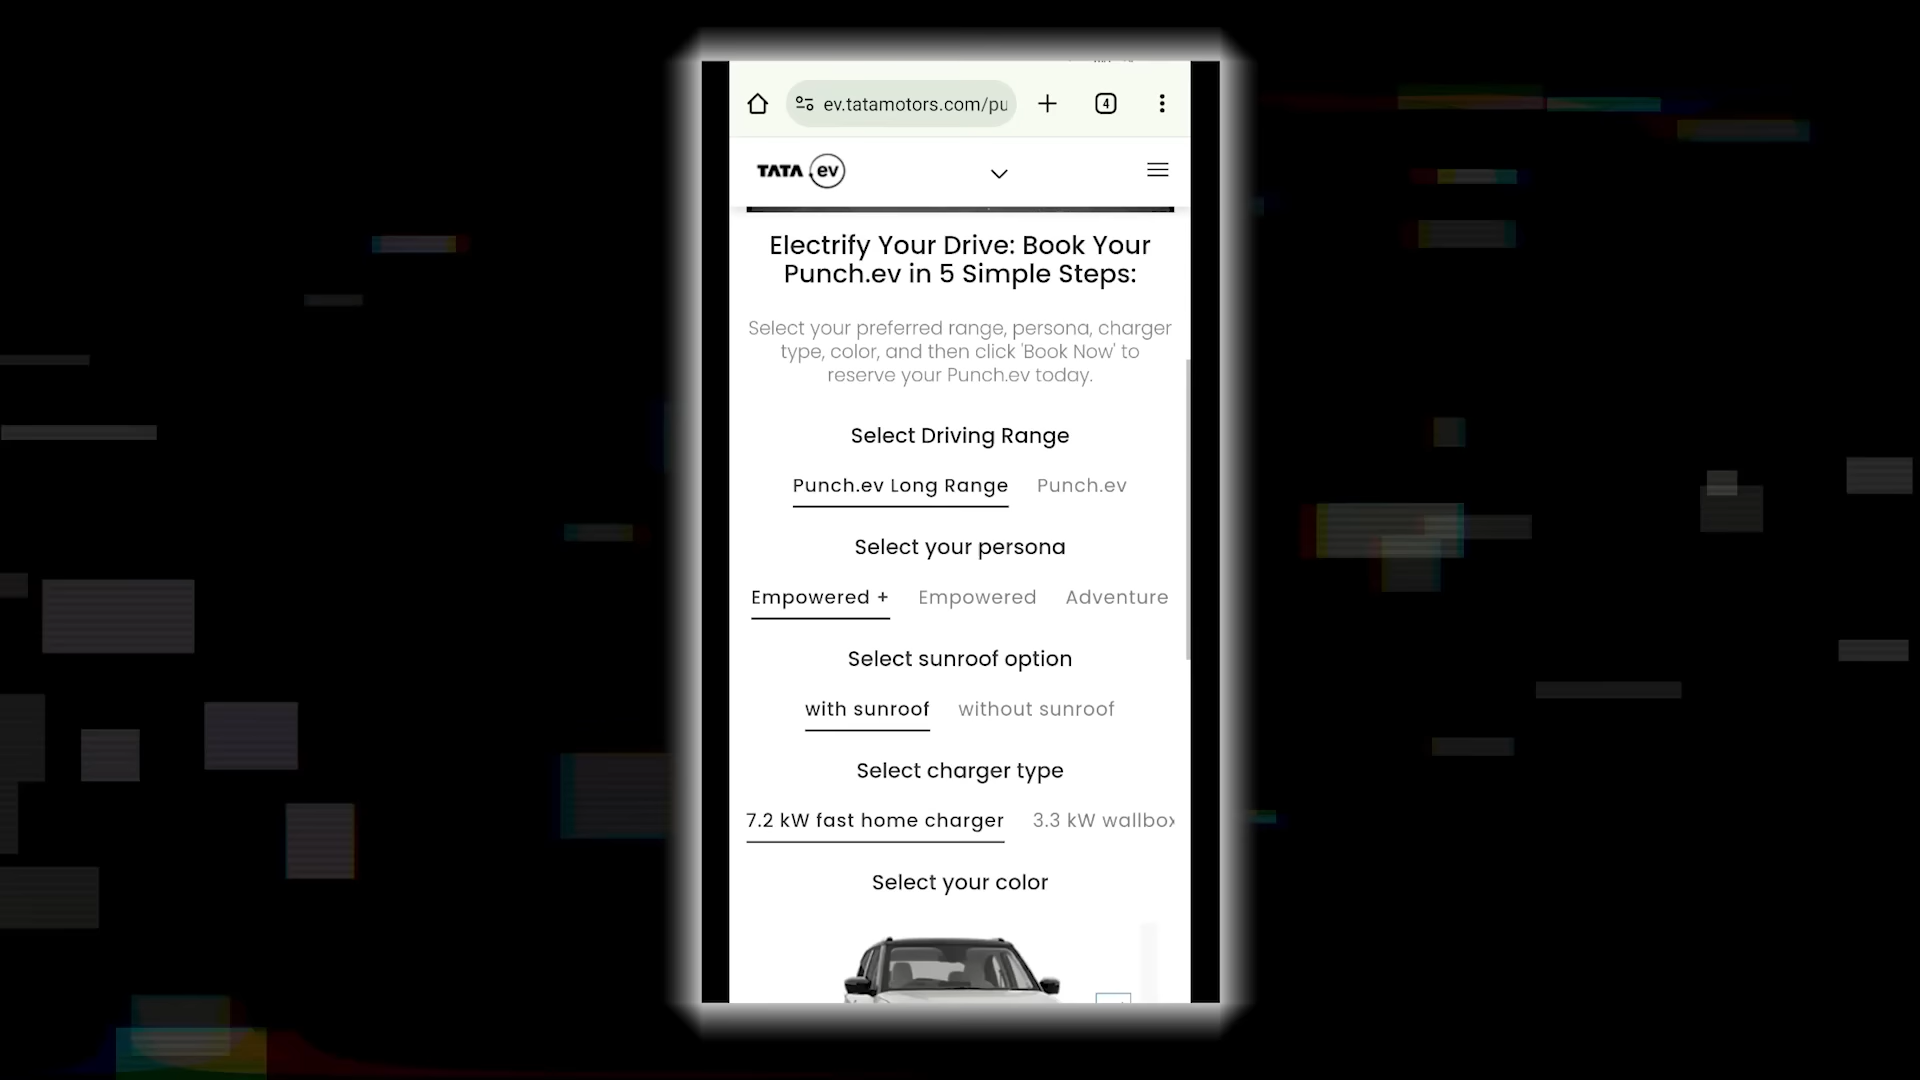 ev.tatamotors.com/pu
4
TATA .ev
Electrify Your Drive: Book Your
Punch.ev in 5 Simple Steps:
Select your preferred range, persona, charger
type, color, and then click 'Book Now' to
reserve your Punch.ev today.
Select Driving Range
Punch.ev Long Range Punch.ev
Select your persona
Empowered + Empowered Adventure
Select sunroof option
with sunroof without sunroof
Select charger type
7.2 kW fast home charger 3.3 kW wallbox
Select your color